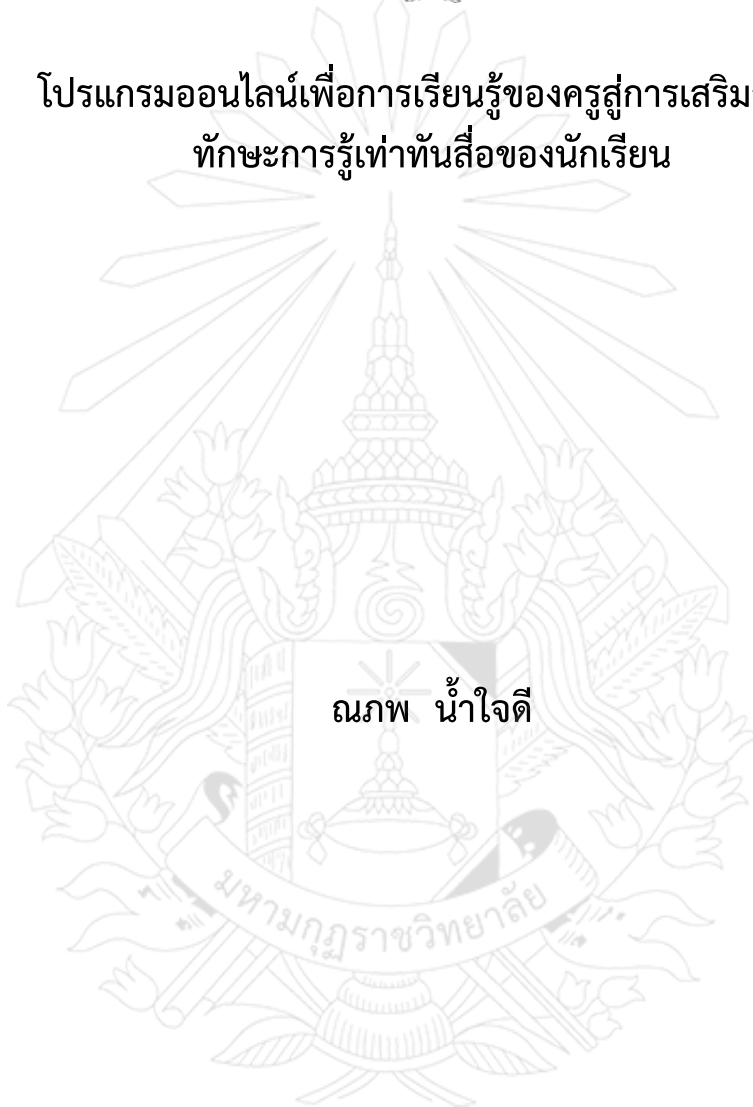 โปรแกรมออนไลน์เพื่อการเรียนรู้ของครูสู่การเสริม
ทักษะการรู้เท่าทันสื่อของนักเรียน
ณภพ น้ำใจดี
มหามกุฏราชวิทยาลัย